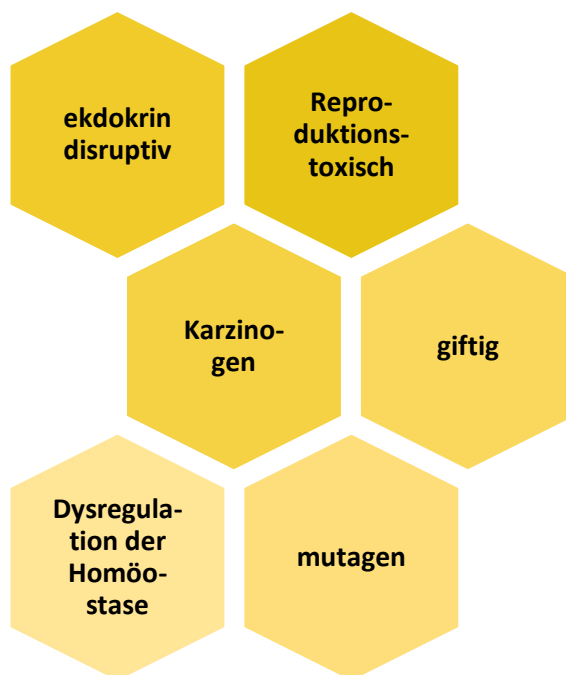 ekdokrin
disruptiv
Repro-
duktions-
toxisch
Karzino-
gen
giftig
Dysregula-
tion der
Homöo-
stase
mutagen